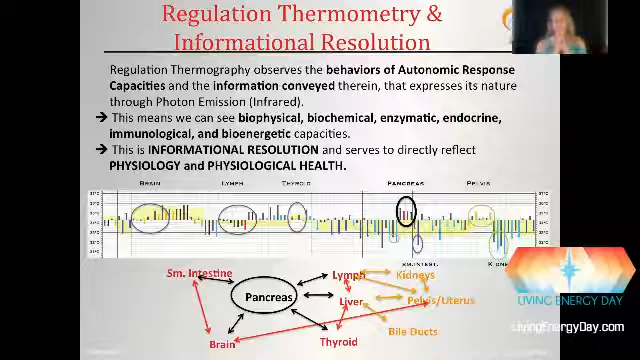 Regulation Thermometry &
Informational Resolution
Regulation Thermography observes the behaviors of Autonomic Response
Capacities and the information conveyed therein, that expresses its nature
through Photon Emission (Infrared).
➔ This means we can see biophysical, biochemical, enzymatic, endocrine,
immunological, and bioenergetic capacities.
➔ This is INFORMATIONAL RESOLUTION and serves to directly reflect
PHYSIOLOGY and PHYSIOLOGICAL HEALTH.
BRAIN LYMPH THYROID PANCREAS PELVIS
SM.INTEST. KIDNE
Sm. Intestine Lymph Kidneys
Pancreas Liver Pelvis/Uterus
Bile Ducts
Brain Thyroid
LIVING ENERGY DAY
LivingEnergyDay.com